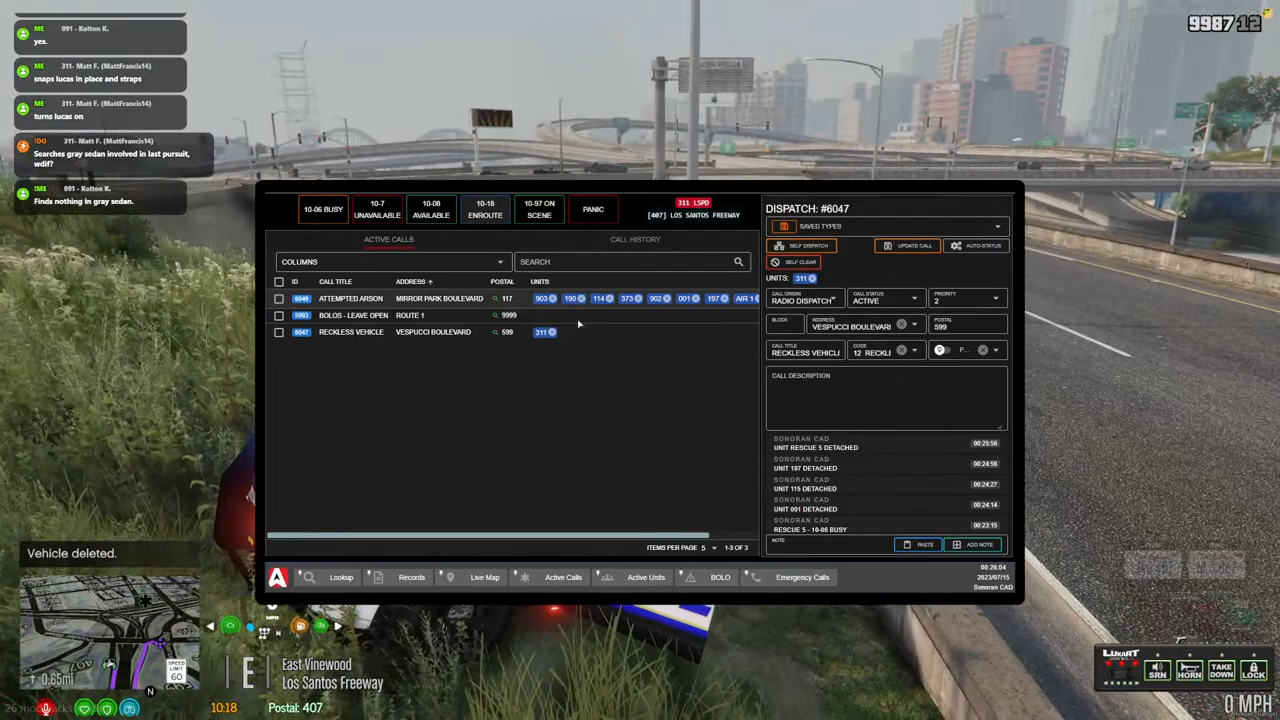 ME 091 - Kolton K.
yes.
ME 311- Matt F. (MattFrancis14)
snaps lucas in place and straps
ME 311- Matt F. (MattFrancis14)
turns lucas on
!DO 311- Matt F. (MattFrancis14)
Searches gray sedan involved in last pursuit,
wdif?
!ME 091 - Kolton K.
Finds nothing in gray sedan.
10-06 BUSY
10-7
UNAVAILABLE
10-08
AVAILABLE
10-18
ENROUTE
10-97 ON
SCENE
PANIC
311 LSPD
[407] LOS SANTOS FREEWAY
ACTIVE CALLS
CALL HISTORY
COLUMNS
SEARCH
ID CALL TITLE ADDRESS POSTAL UNITS
6049 ATTEMPTED ARSON MIRROR PARK BOULEVARD 117 903 190 114 373 902 001 197 AIR 1
5993 BOLOS - LEAVE OPEN ROUTE 1 9999
6047 RECKLESS VEHICLE VESPUCCI BOULEVARD 599 311
ITEMS PER PAGE 5 1-3 OF 3
DISPATCH: #6047
SAVED TYPES
SELF DISPATCH
UPDATE CALL
AUTO-STATUS
SELF CLEAR
UNITS: 311
CALL ORIGIN
RADIO DISPATCH
CALL STATUS
ACTIVE
PRIORITY
2
BLOCK
ADDRESS
VESPUCCI BOULEVARI
POSTAL
599
CALL TITLE
RECKLESS VEHICLI
CODE
12 RECKLI
P...
CALL DESCRIPTION
SONORAN CAD
UNIT RESCUE 5 DETACHED
00:25:56
SONORAN CAD
UNIT 197 DETACHED
00:24:56
SONORAN CAD
UNIT 115 DETACHED
00:24:27
SONORAN CAD
UNIT 001 DETACHED
00:24:14
SONORAN CAD
RESCUE 5 - 10-06 BUSY
00:23:15
NOTE
PASTE
ADD NOTE
Lookup
Records
Live Map
Active Calls
Active Units
BOLO
Emergency Calls
00:26:04
2023/07/15
Sonoran CAD
Vehicle deleted.
407
0.65mi
SPEED
LIMIT
60
N
E
East Vinewood
Los Santos Freeway
10:18
Postal: 407
LUXART
SRN
HORN
TAKE
DOWN
LOCK
0 MPH